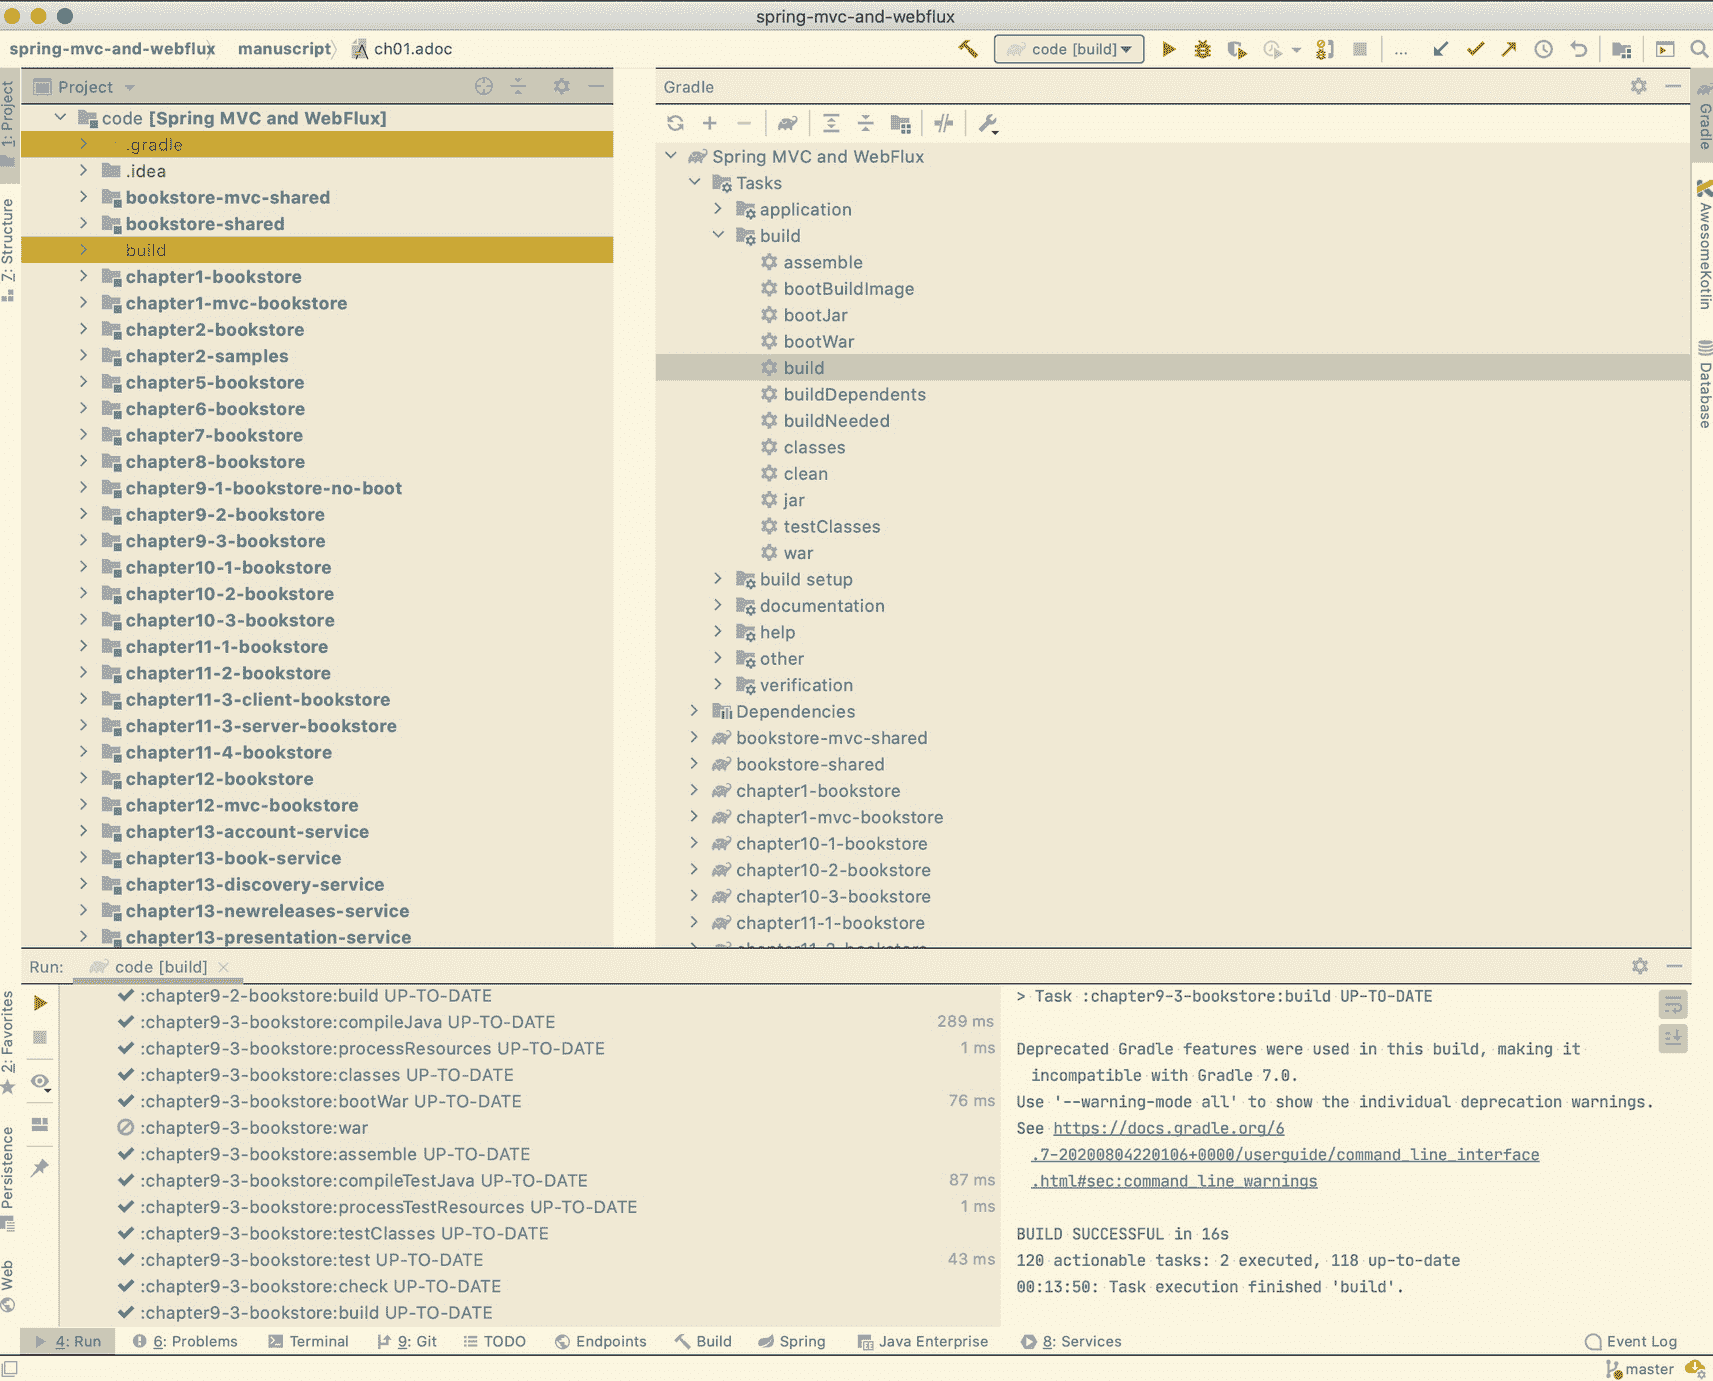 spring-mvc-and-webflux
spring-mvc-and-webflux manuscript ch01.adoc
code [build]
...
1: Project
Z: Structure
2: Favorites
Persistence
Web
Project
code [Spring MVC and WebFlux]
.gradle
.idea
bookstore-mvc-shared
bookstore-shared
build
chapter1-bookstore
chapter1-mvc-bookstore
chapter2-bookstore
chapter2-samples
chapter5-bookstore
chapter6-bookstore
chapter7-bookstore
chapter8-bookstore
chapter9-1-bookstore-no-boot
chapter9-2-bookstore
chapter9-3-bookstore
chapter10-1-bookstore
chapter10-2-bookstore
chapter10-3-bookstore
chapter11-1-bookstore
chapter11-2-bookstore
chapter11-3-client-bookstore
chapter11-3-server-bookstore
chapter11-4-bookstore
chapter12-bookstore
chapter12-mvc-bookstore
chapter13-account-service
chapter13-book-service
chapter13-discovery-service
chapter13-newreleases-service
chapter13-presentation-service
Gradle
Spring MVC and WebFlux
Tasks
application
build
assemble
bootBuildImage
bootJar
bootWar
build
buildDependents
buildNeeded
classes
clean
jar
testClasses
war
build setup
documentation
help
other
verification
Dependencies
bookstore-mvc-shared
bookstore-shared
chapter1-bookstore
chapter1-mvc-bookstore
chapter10-1-bookstore
chapter10-2-bookstore
chapter10-3-bookstore
chapter11-1-bookstore
chapter11-2-bookstore
Gradle
AwesomeKotlin
Database
Run: code [build]
:chapter9-2-bookstore:build UP-TO-DATE
:chapter9-3-bookstore:compileJava UP-TO-DATE 289 ms
:chapter9-3-bookstore:processResources UP-TO-DATE 1 ms
:chapter9-3-bookstore:classes UP-TO-DATE
:chapter9-3-bookstore:bootWar UP-TO-DATE 76 ms
:chapter9-3-bookstore:war
:chapter9-3-bookstore:assemble UP-TO-DATE
:chapter9-3-bookstore:compileTestJava UP-TO-DATE 87 ms
:chapter9-3-bookstore:processTestResources UP-TO-DATE 1 ms
:chapter9-3-bookstore:testClasses UP-TO-DATE
:chapter9-3-bookstore:test UP-TO-DATE 43 ms
:chapter9-3-bookstore:check UP-TO-DATE
:chapter9-3-bookstore:build UP-TO-DATE
> Task :chapter9-3-bookstore:build UP-TO-DATE
Deprecated Gradle features were used in this build, making it
incompatible with Gradle 7.0.
Use '--warning-mode all' to show the individual deprecation warnings.
See https://docs.gradle.org/6
.7-20200804220106+0000/userguide/command_line_interface
.html#sec:command_line_warnings
BUILD SUCCESSFUL in 16s
120 actionable tasks: 2 executed, 118 up-to-date
00:13:50: Task execution finished 'build'.
4: Run 6: Problems Terminal 9: Git TODO Endpoints Build Spring Java Enterprise 8: Services Event Log
master